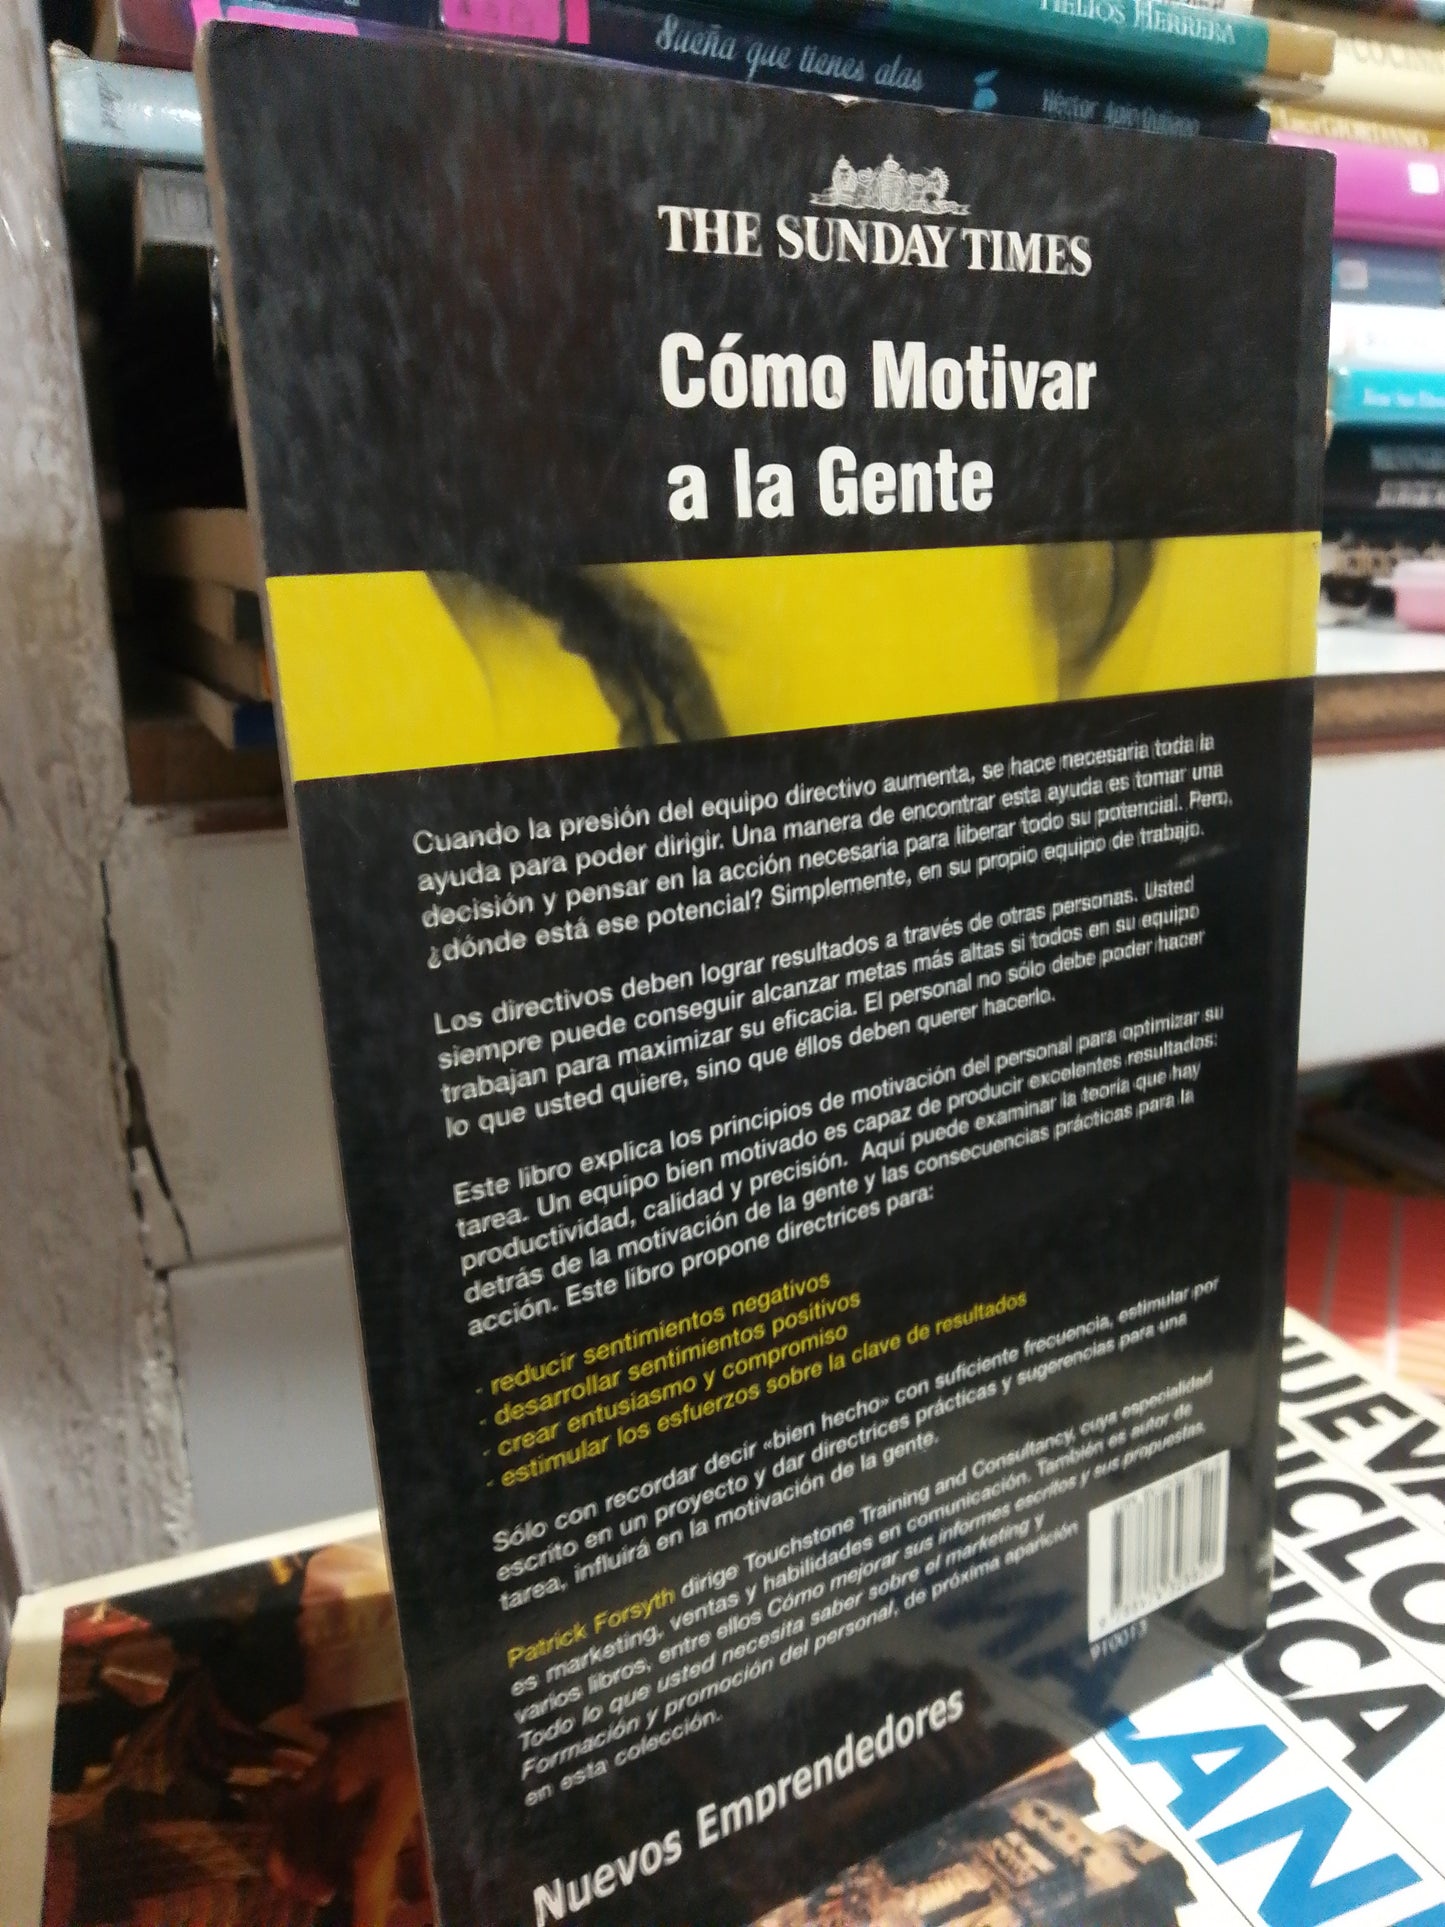 HELIOS HERRERA
Sueña que tienes alas
THE SUNDAY TIMES
Cómo Motivar
a la Gente
Cuando la presión del equipo directivo aumenta, se hace necesaria toda la
ayuda para poder dirigir. Una manera de encontrar esta ayuda es tomar una
decisión y pensar en la acción necesaria para liberar todo su potencial. Pero,
¿dónde está ese potencial? Simplemente, en su propio equipo de trabajo.
Los directivos deben lograr resultados a través de otras personas. Usted
siempre puede conseguir alcanzar metas más altas si todos en su equipo
trabajan para maximizar su eficacia. El personal no sólo debe poder hacer
lo que usted quiere, sino que éllos deben querer hacerlo.
Este libro explica los principios de motivación del personal para optimizar su
tarea. Un equipo bien motivado es capaz de producir excelentes resultados:
productividad, calidad y precisión. Aquí puede examinar la teoría que hay
detrás de la motivación de la gente y las consecuencias prácticas para la
acción. Este libro propone directrices para:
· reducir sentimientos negativos
· desarrollar sentimientos positivos
· crear entusiasmo y compromiso
· estimular los esfuerzos sobre la clave de resultados
Sólo con recordar decir «bien hecho» con suficiente frecuencia, estimular por
escrito en un proyecto y dar directrices prácticas y sugerencias para una
tarea, influirá en la motivación de la gente.
Patrick Forsyth dirige Touchstone Training and Consultancy, cuya especialidad
es marketing, ventas y habilidades en comunicación. También es autor de
varios libros, entre ellos Cómo mejorar sus informes escritos y sus propuestas,
Todo lo que usted necesita saber sobre el marketing y
Formación y promoción del personal, de próxima aparición
en esta colección.
910013
Nuevos Emprendedores